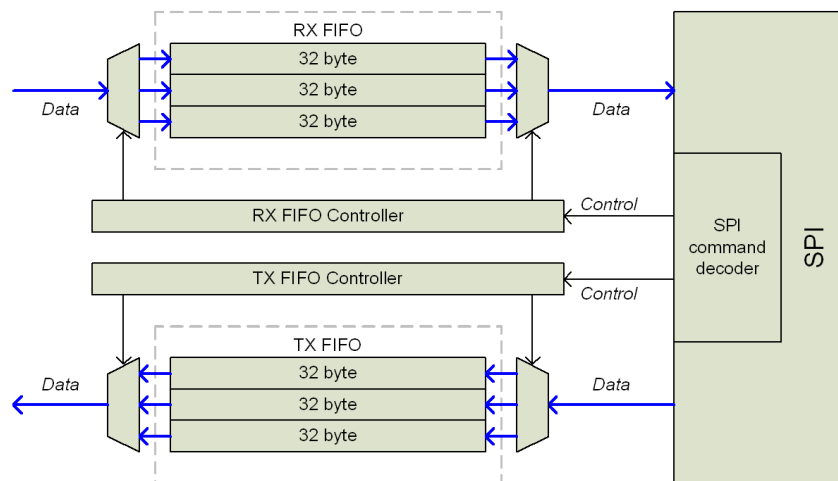 RX FIFO
32 byte
32 byte
32 byte
Data
Data
RX FIFO Controller
Control
SPI
command
decoder
SPI
TX FIFO Controller
Control
TX FIFO
32 byte
32 byte
32 byte
Data
Data